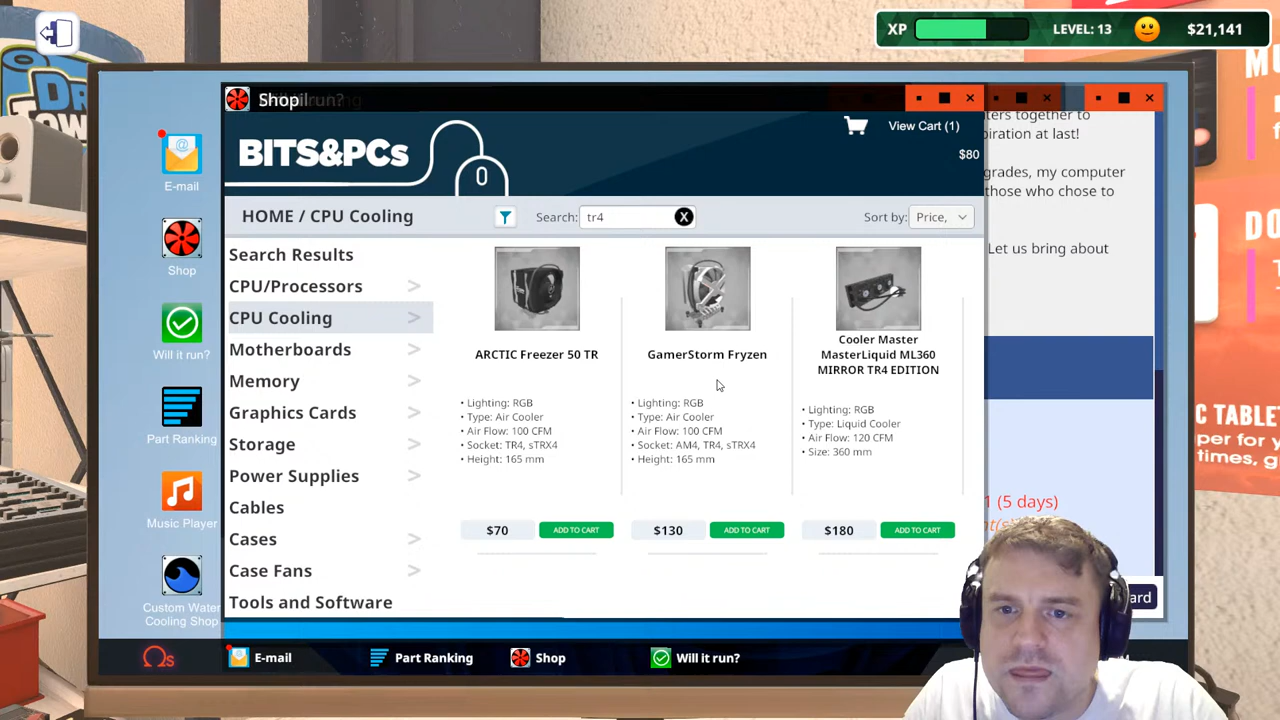 XP
LEVEL: 13
$21,141
Shop
BITS&PCs
View Cart (1)
$80
HOME / CPU Cooling
Search:
tr4
X
Sort by:
Price,
Search Results
CPU/Processors >
CPU Cooling >
Motherboards >
Memory >
Graphics Cards >
Storage >
Power Supplies >
Cables
Cases >
Case Fans >
Tools and Software
ARCTIC Freezer 50 TR
• Lighting: RGB
• Type: Air Cooler
• Air Flow: 100 CFM
• Socket: TR4, sTRX4
• Height: 165 mm
$70
ADD TO CART
GamerStorm Fryzen
• Lighting: RGB
• Type: Air Cooler
• Air Flow: 100 CFM
• Socket: AM4, TR4, sTRX4
• Height: 165 mm
$130
ADD TO CART
Cooler Master
MasterLiquid ML360
MIRROR TR4 EDITION
• Lighting: RGB
• Type: Liquid Cooler
• Air Flow: 120 CFM
• Size: 360 mm
$180
ADD TO CART
E-mail
Shop
Will it run?
Part Ranking
Music Player
Custom Water
Cooling Shop
ters together to
piration at last!
grades, my computer
those who chose to
Let us bring about
1 (5 days)
ard
E-mail
Part Ranking
Shop
Will it run?
C TABLET
per for y
times, g